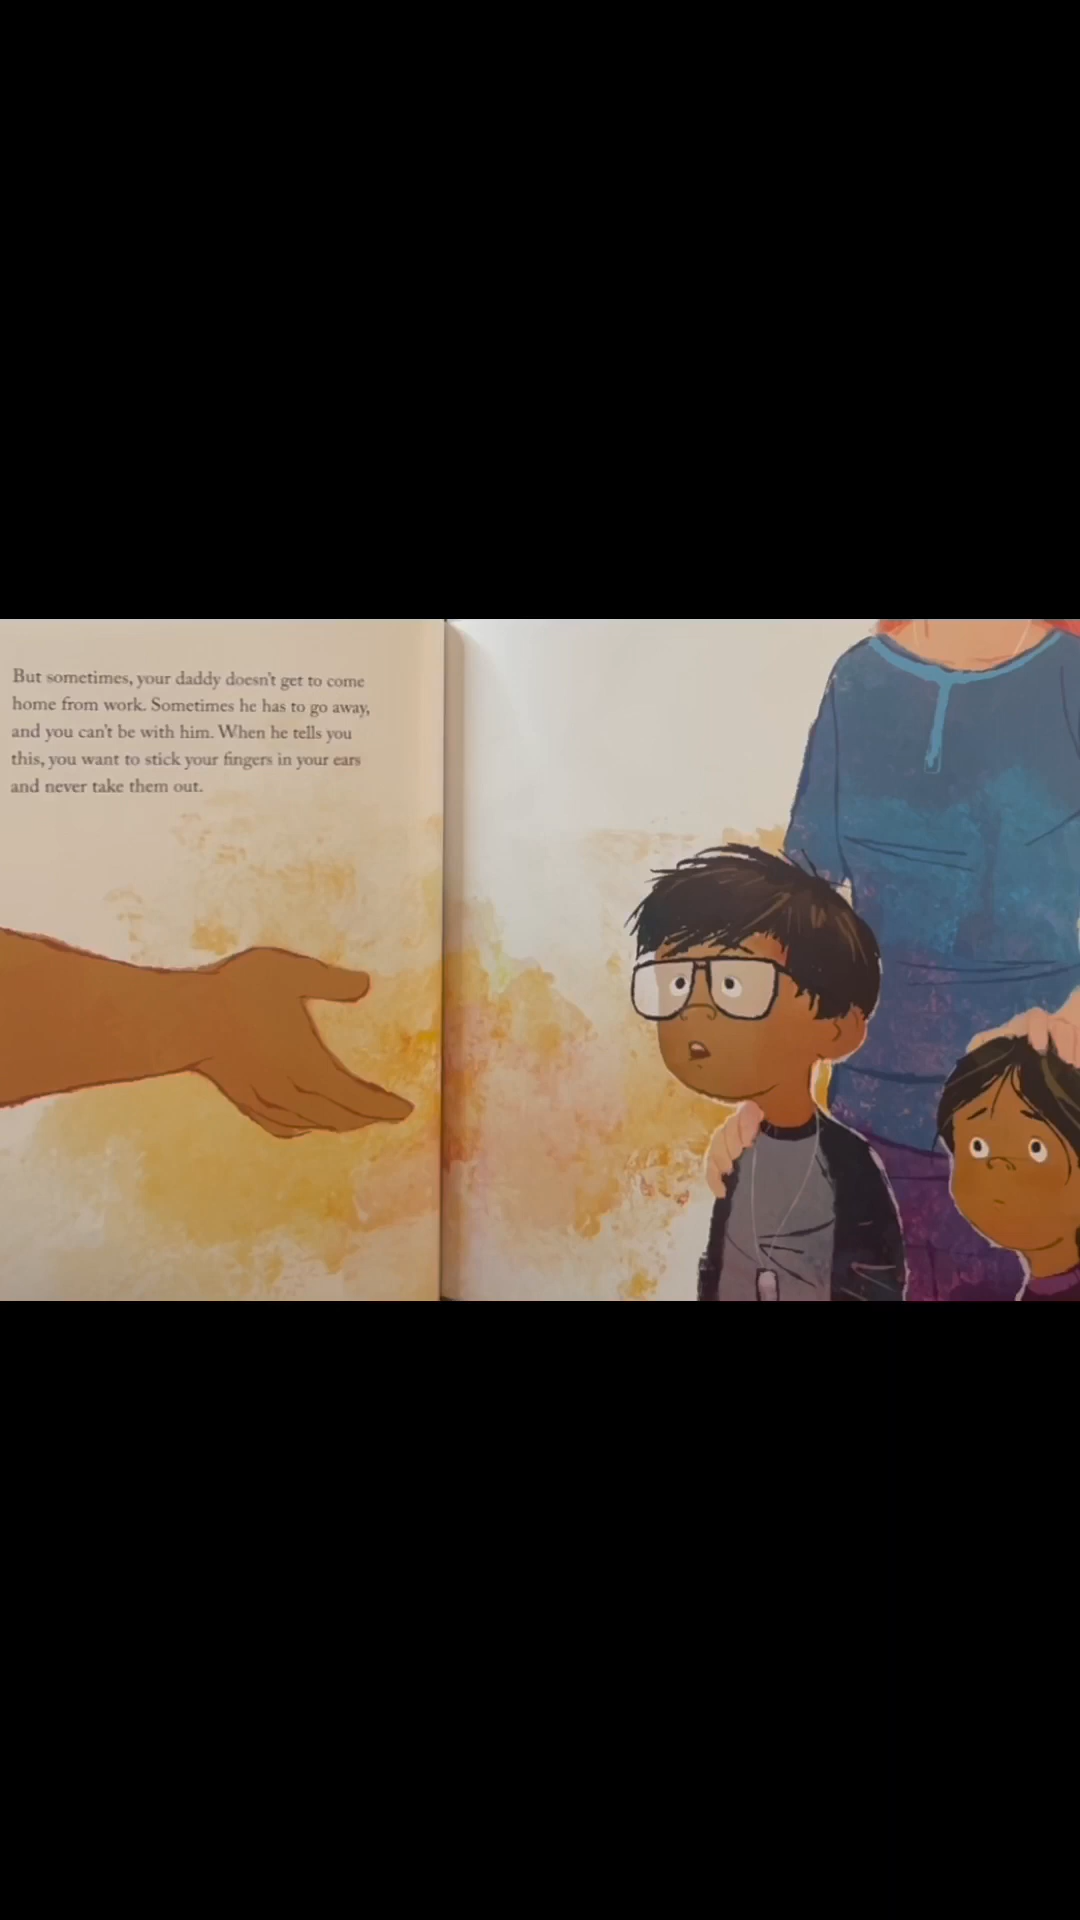 But sometimes, your daddy doesn't get to come
home from work. Sometimes he has to go away,
and you can't be with him. When he tells you
this, you want to stick your fingers in your ears
and never take them out.